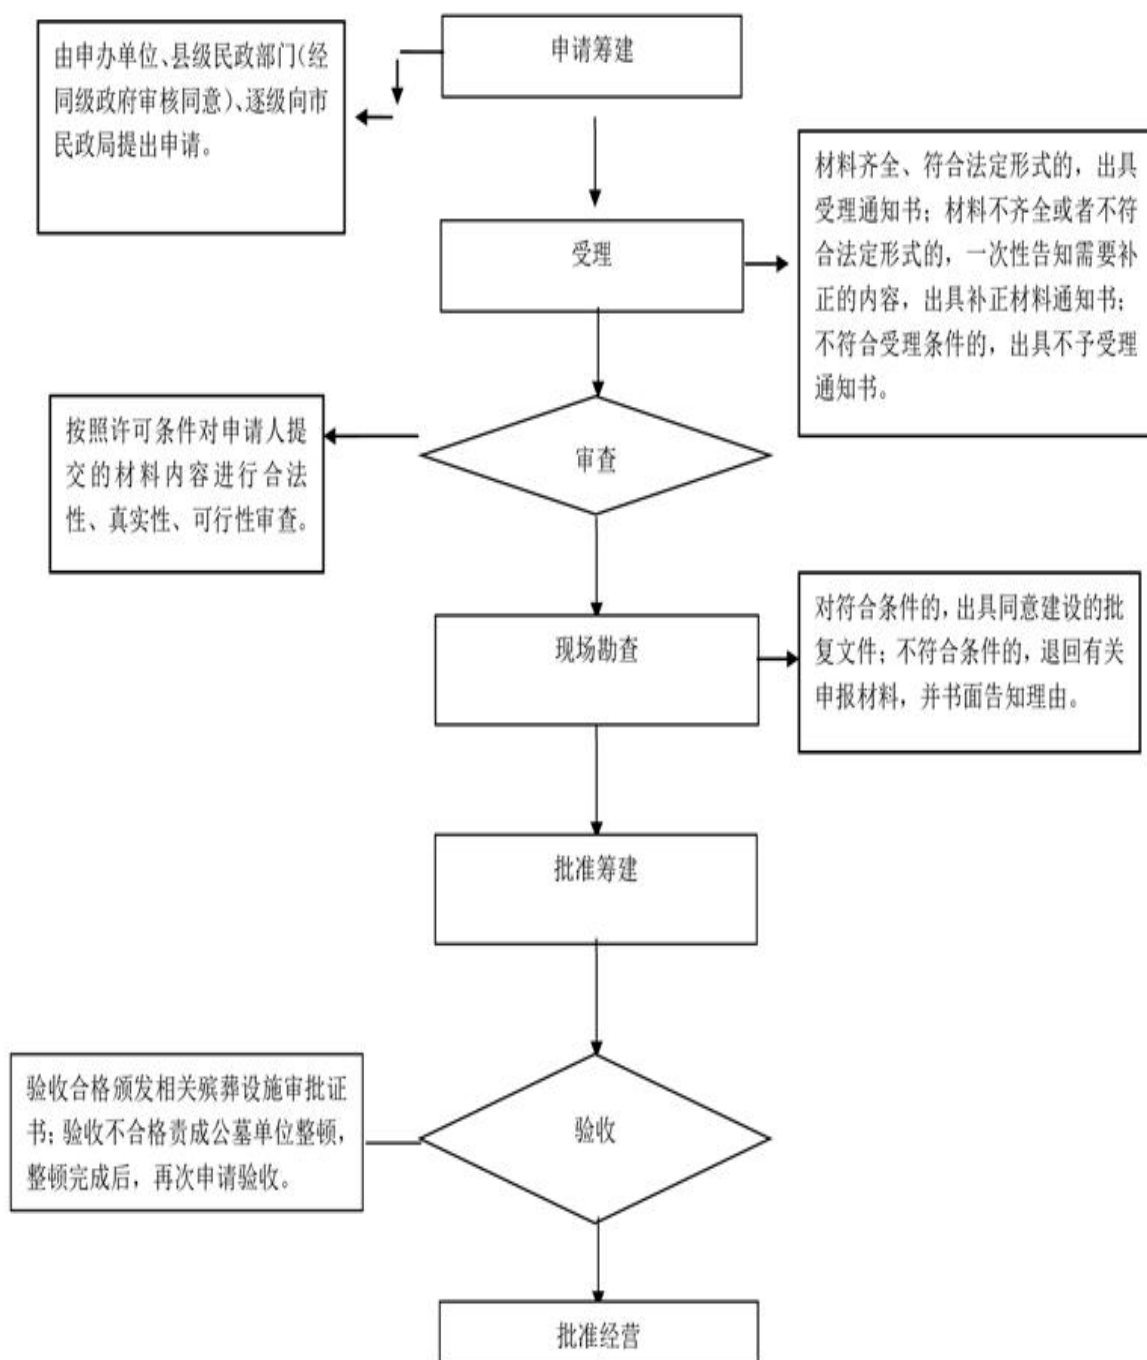 申请筹建
由申办单位、县级民政部门（经
同级政府审核同意）、逐级向市
民政局提出申请。
受理
材料齐全、符合法定形式的，出具
受理通知书；材料不齐全或者不符
合法定形式的，一次性告知需要补
正的内容，出具补正材料通知书；
不符合受理条件的，出具不予受理
通知书。
审查
按照许可条件对申请人提
交的材料内容进行合法
性、真实性、可行性审查。
现场勘查
对符合条件的，出具同意建设的批
复文件；不符合条件的，退回有关
申报材料，并书面告知理由。
批准筹建
验收
验收合格颁发相关殡葬设施审批证
书；验收不合格责成公墓单位整顿，
整顿完成后，再次申请验收。
批准经营